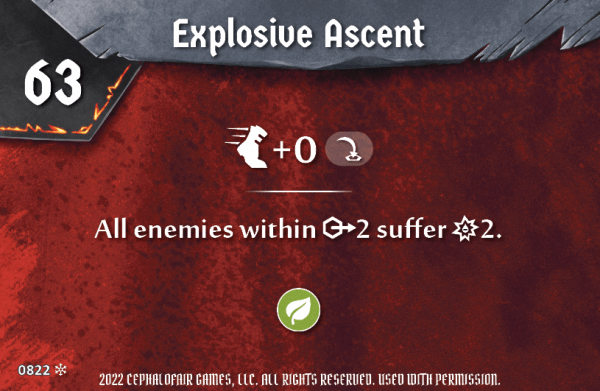 Explosive Ascent
63
+0
All enemies within 2 suffer 2.
0822
2022 CEPHALOFAIR GAMES, LLC. ALL RIGHTS RESERVED. USED WITH PERMISSION.